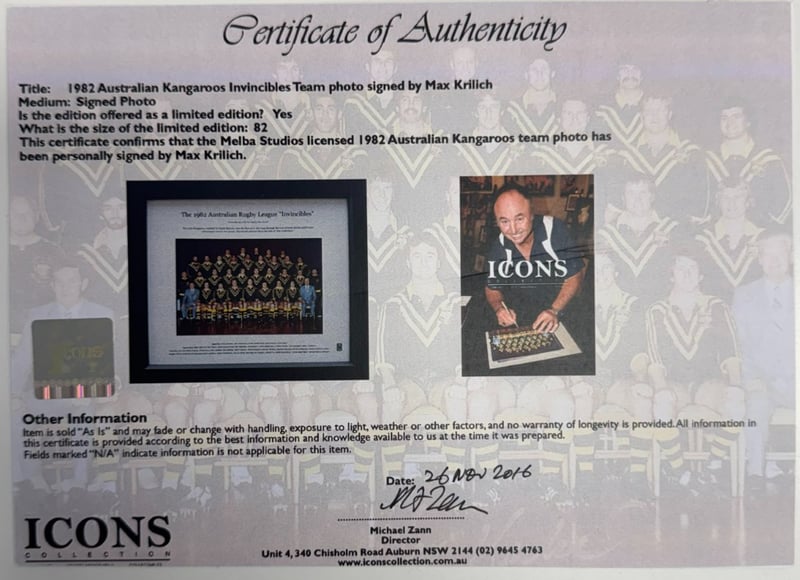 Certificate of Authenticity
Title: 1982 Australian Kangaroos Invincibles Team photo signed by Max Krilich
Medium: Signed Photo
Is the edition offered as a limited edition? Yes
What is the size of the limited edition: 82
This certificate confirms that the Melba Studios licensed 1982 Australian Kangaroos team photo has
been personally signed by Max Krilich.
The 1982 Australian Rugby League "Invincibles"
ICONS
ICONS
Other Information
Item is sold "As Is" and may fade or change with handling, exposure to light, weather or other factors, and no warranty of longevity is provided. All information in
this certificate is provided according to the best information and knowledge available to us at the time it was prepared.
Fields marked "N/A" indicate information is not applicable for this item.
Date: 26 NOV 2016
Michael Zann
Director
Unit 4, 340 Chisholm Road Auburn NSW 2144 (02) 9645 4763
www.iconscollection.com.au
ICONS
COLLECTION